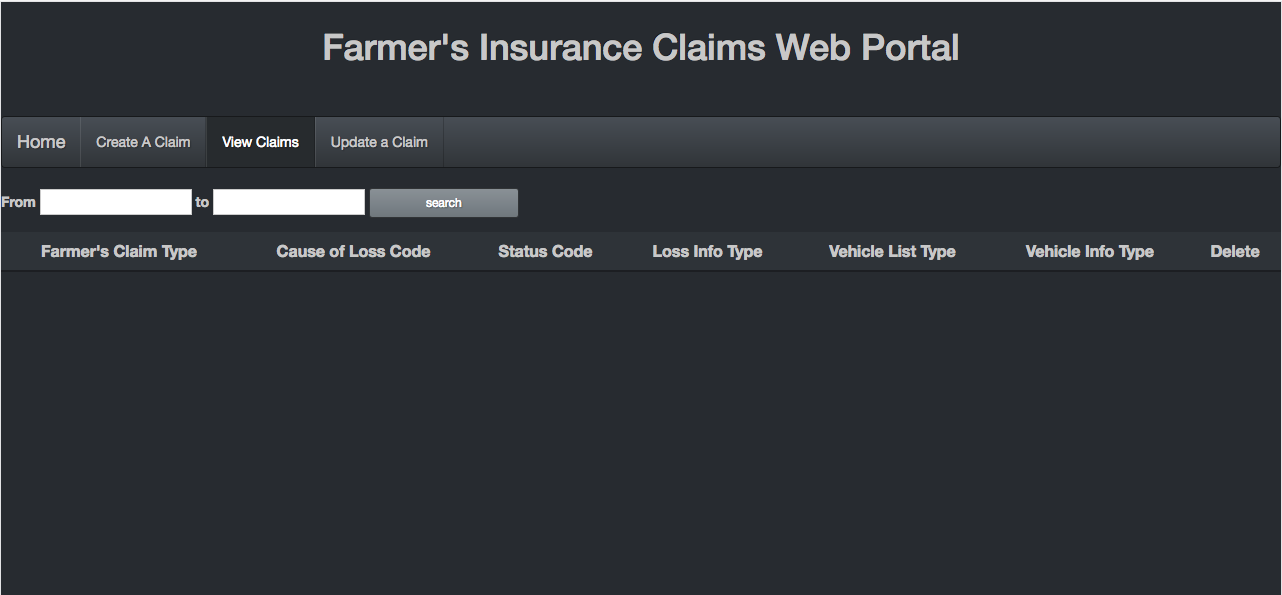 Farmer's Insurance Claims Web Portal
Home Create A Claim View Claims Update a Claim
From to search
Farmer's Claim Type Cause of Loss Code Status Code Loss Info Type Vehicle List Type Vehicle Info Type Delete